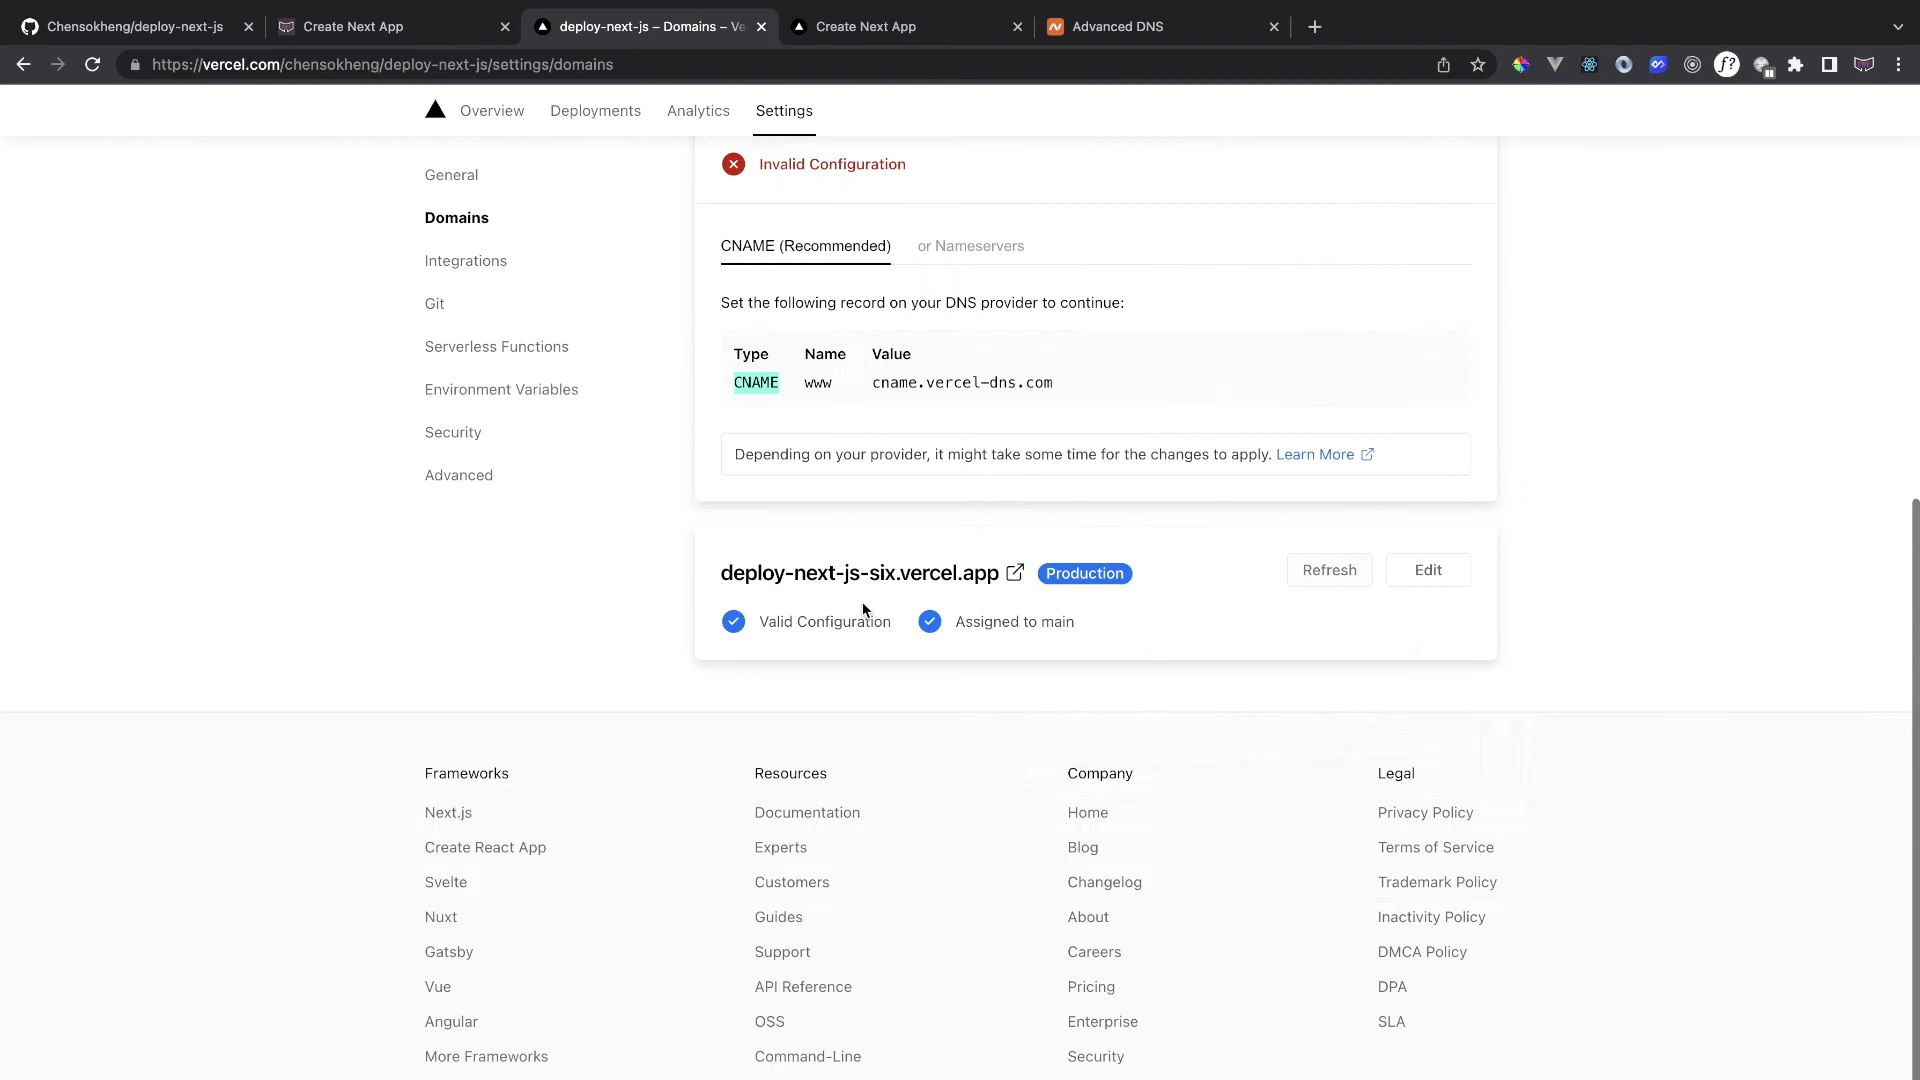 Chensokheng/deploy-next-js
Create Next App
deploy-next-js – Domains – Ve
Create Next App
Advanced DNS
https://vercel.com/chensokheng/deploy-next-js/settings/domains
f?
Overview
Deployments
Analytics
Settings
General
Domains
Integrations
Git
Serverless Functions
Environment Variables
Security
Advanced
Invalid Configuration
CNAME (Recommended)
or Nameservers
Set the following record on your DNS provider to continue:
Type Name Value
CNAME www cname.vercel-dns.com
Depending on your provider, it might take some time for the changes to apply. Learn More
deploy-next-js-six.vercel.app
Production
Refresh
Edit
Valid Configuration
Assigned to main
Frameworks
Next.js
Create React App
Svelte
Nuxt
Gatsby
Vue
Angular
More Frameworks
Resources
Documentation
Experts
Customers
Guides
Support
API Reference
OSS
Command-Line
Company
Home
Blog
Changelog
About
Careers
Pricing
Enterprise
Security
Legal
Privacy Policy
Terms of Service
Trademark Policy
Inactivity Policy
DMCA Policy
DPA
SLA